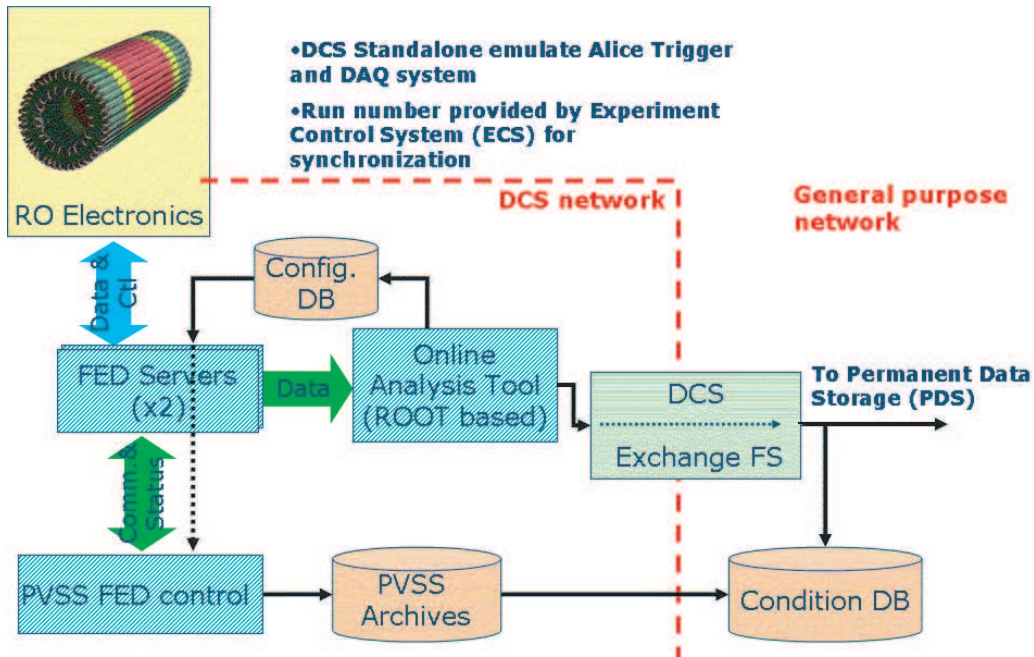 •DCS Standalone emulate Alice Trigger
and DAQ system
•Run number provided by Experiment
Control System (ECS) for
synchronization
RO Electronics
DCS network
General purpose
network
Data &
Ctl
Config.
DB
FED Servers
(x2)
Data
Online
Analysis Tool
(ROOT based)
DCS
Exchange FS
To Permanent Data
Storage (PDS)
Comm.&
Status
PVSS FED control
PVSS
Archives
Condition DB